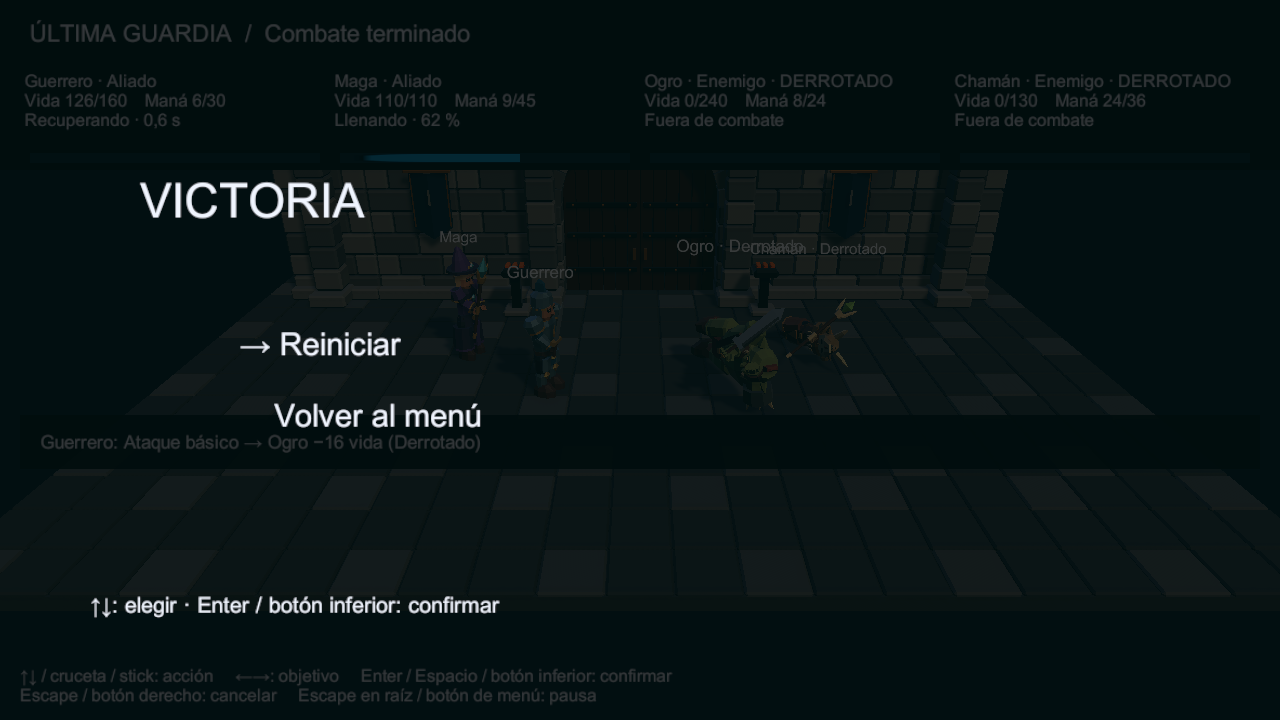 ÚLTIMA GUARDIA / Combate terminado
Guerrero · Aliado
Vida 126/160 Maná 6/30
Recuperando · 0,6 s
Maga · Aliado
Vida 110/110 Maná 9/45
Llenando · 62 %
Ogro · Enemigo · DERROTADO
Vida 0/240 Maná 8/24
Fuera de combate
Chamán · Enemigo · DERROTADO
Vida 0/130 Maná 24/36
Fuera de combate
VICTORIA
Maga
Guerrero
Ogro · Derrotado
Chamán · Derrotado
→ Reiniciar
Volver al menú
Guerrero: Ataque básico → Ogro −16 vida (Derrotado)
↑↓: elegir · Enter / botón inferior: confirmar
↑↓ / cruceta / stick: acción ←→: objetivo Enter / Espacio / botón inferior: confirmar
Escape / botón derecho: cancelar Escape en raíz / botón de menú: pausa